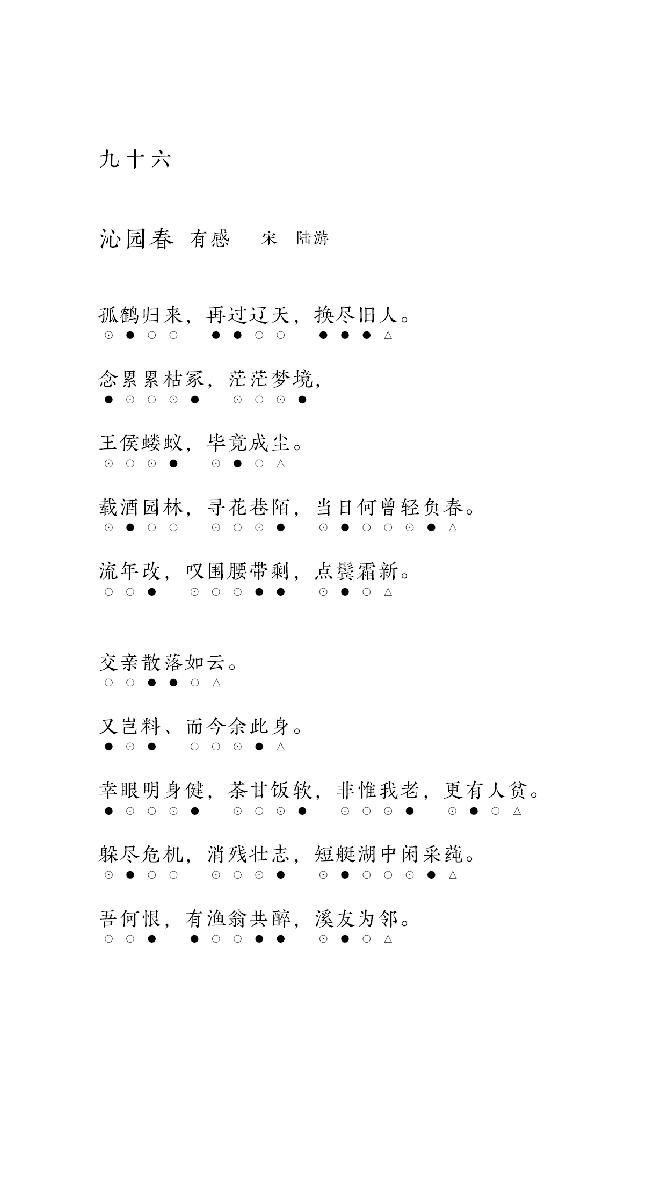 九十六
沁园春 有感 宋 陆游
孤鹤归来，再过辽天，换尽旧人。
⊙●○○ ●●○○ ●●●△
念累累枯冢，茫茫梦境，
●⊙○⊙● ⊙○⊙●
王侯蝼蚁，毕竟成尘。
⊙○⊙● ⊙●○△
载酒园林，寻花巷陌，当日何曾轻负春。
⊙●○○ ⊙○⊙● ⊙●○○⊙●△
流年改，叹围腰带剩，点鬓霜新。
○○● ⊙○○●● ⊙●○△
交亲散落如云。
○○●●○△
又岂料、而今余此身。
●⊙● ○○⊙●△
幸眼明身健，茶甘饭软，非惟我老，更有人贫。
●⊙○⊙● ⊙○⊙● ⊙○⊙● ⊙●○△
躲尽危机，消残壮志，短艇湖中闲采莼。
⊙●○○ ⊙○⊙● ⊙●○○⊙●△
吾何恨，有渔翁共醉，溪友为邻。
○○● ●○○●● ⊙●○△